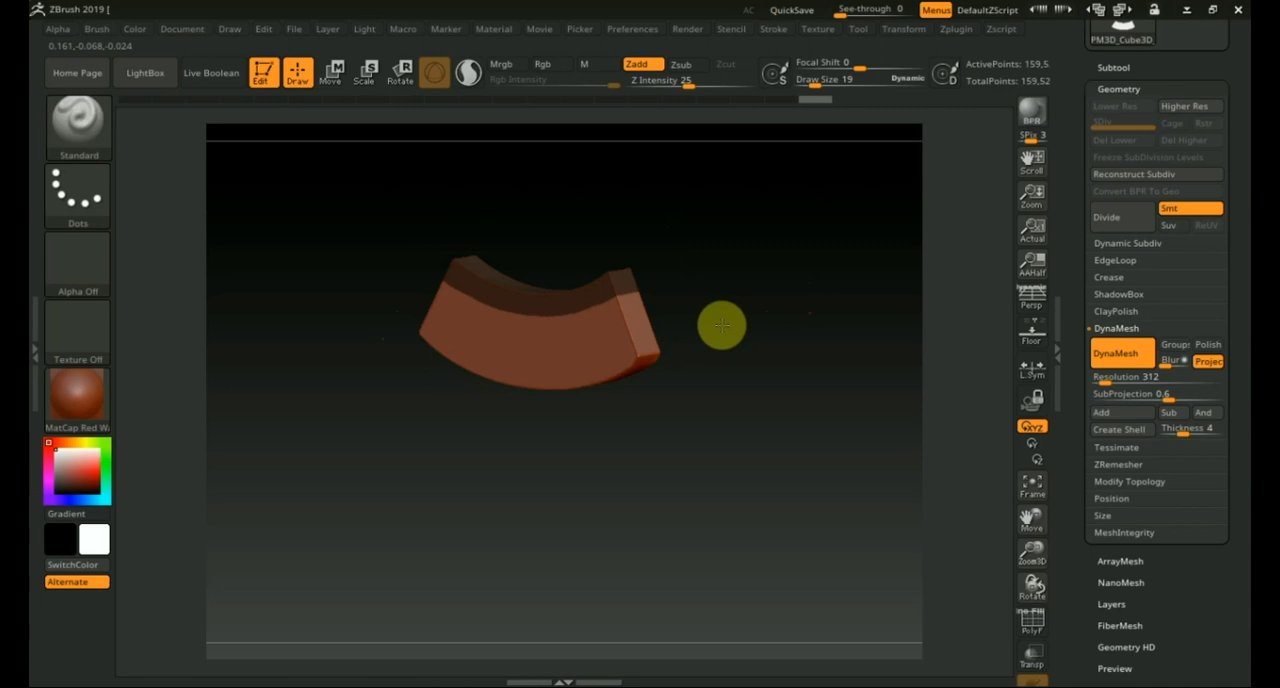 ZBrush 2019 [
AC QuickSave See-through 0 Menus DefaultZScript
Alpha Brush Color Document Draw Edit File Layer Light Macro Marker Material Movie Picker Preferences Render Stencil Stroke Texture Tool Transform Zplugin Zscript
0.161,-0.068,-0.024
Home Page LightBox Live Boolean Edit Draw Move Scale Rotate
Mrgb Rgb M Zadd Zsub Zcut
Rgb Intensity Z Intensity 25
Focal Shift 0
Draw Size 19 Dynamic
ActivePoints: 159,5
TotalPoints: 159,52
Standard
Dots
Alpha Off
Texture Off
MatCap Red Wa
Gradient
SwitchColor
Alternate
BPR
SPix 3
Scroll
Zoom
Actual
AAHalf
Dynamic
Persp
Floor
L.Sym
XYZ
Frame
Move
Zoom3D
Rotate
PolyF
Transp
PM3D_Cube3D_
Subtool
Geometry
Lower Res Higher Res
SDiv Cage Rstr
Del Lower Del Higher
Freeze SubDivision Levels
Reconstruct Subdiv
Convert BPR To Geo
Divide Smt
Suv ReUV
Dynamic Subdiv
EdgeLoop
Crease
ShadowBox
ClayPolish
DynaMesh
DynaMesh Groups Polish
Blur Projec
Resolution 312
SubProjection 0.6
Add Sub And
Create Shell Thickness 4
Tessimate
ZRemesher
Modify Topology
Position
Size
MeshIntegrity
ArrayMesh
NanoMesh
Layers
FiberMesh
Geometry HD
Preview